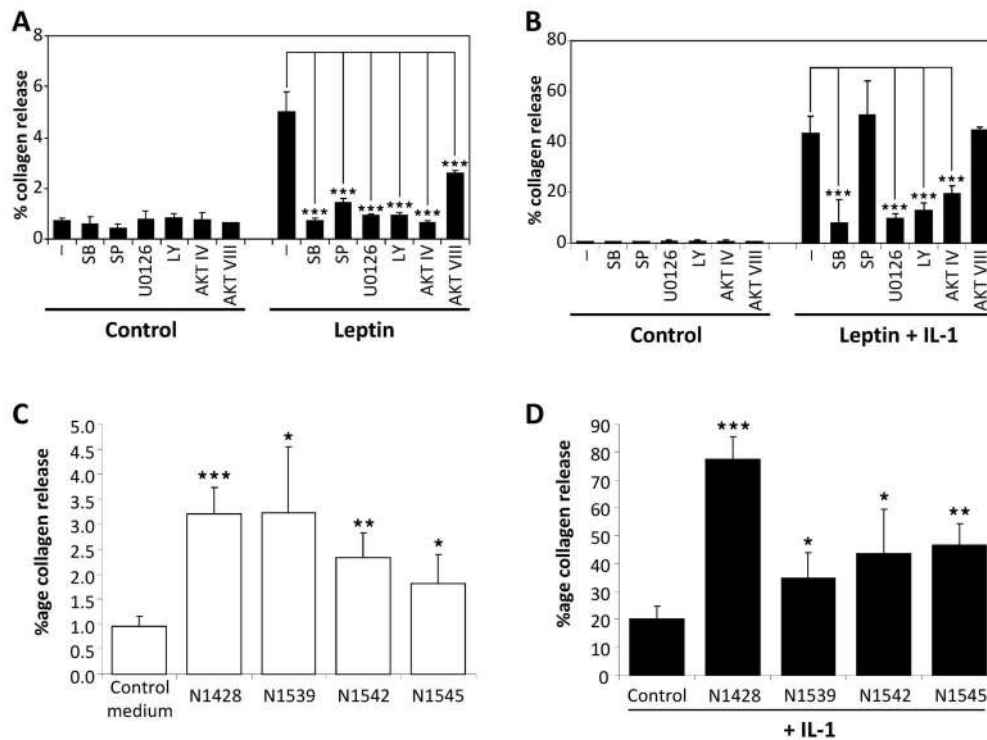 A
% collagen release
8
6
4
2
0
***
***
***
***
***
***
–
SB
SP
U0126
LY
AKT IV
AKT VIII
–
SB
SP
U0126
LY
AKT IV
AKT VIII
Control
Leptin
B
% collagen release
80
60
40
20
0
***
***
***
***
–
SB
SP
U0126
LY
AKT IV
AKT VIII
–
SB
SP
U0126
LY
AKT IV
AKT VIII
Control
Leptin + IL-1
C
%age collagen release
5.0
4.5
4.0
3.5
3.0
2.5
2.0
1.5
1.0
0.5
0.0
***
*
**
*
Control
medium
N1428
N1539
N1542
N1545
D
%age collagen release
90
80
70
60
50
40
30
20
10
0
***
*
*
**
Control
N1428
N1539
N1542
N1545
+ IL-1